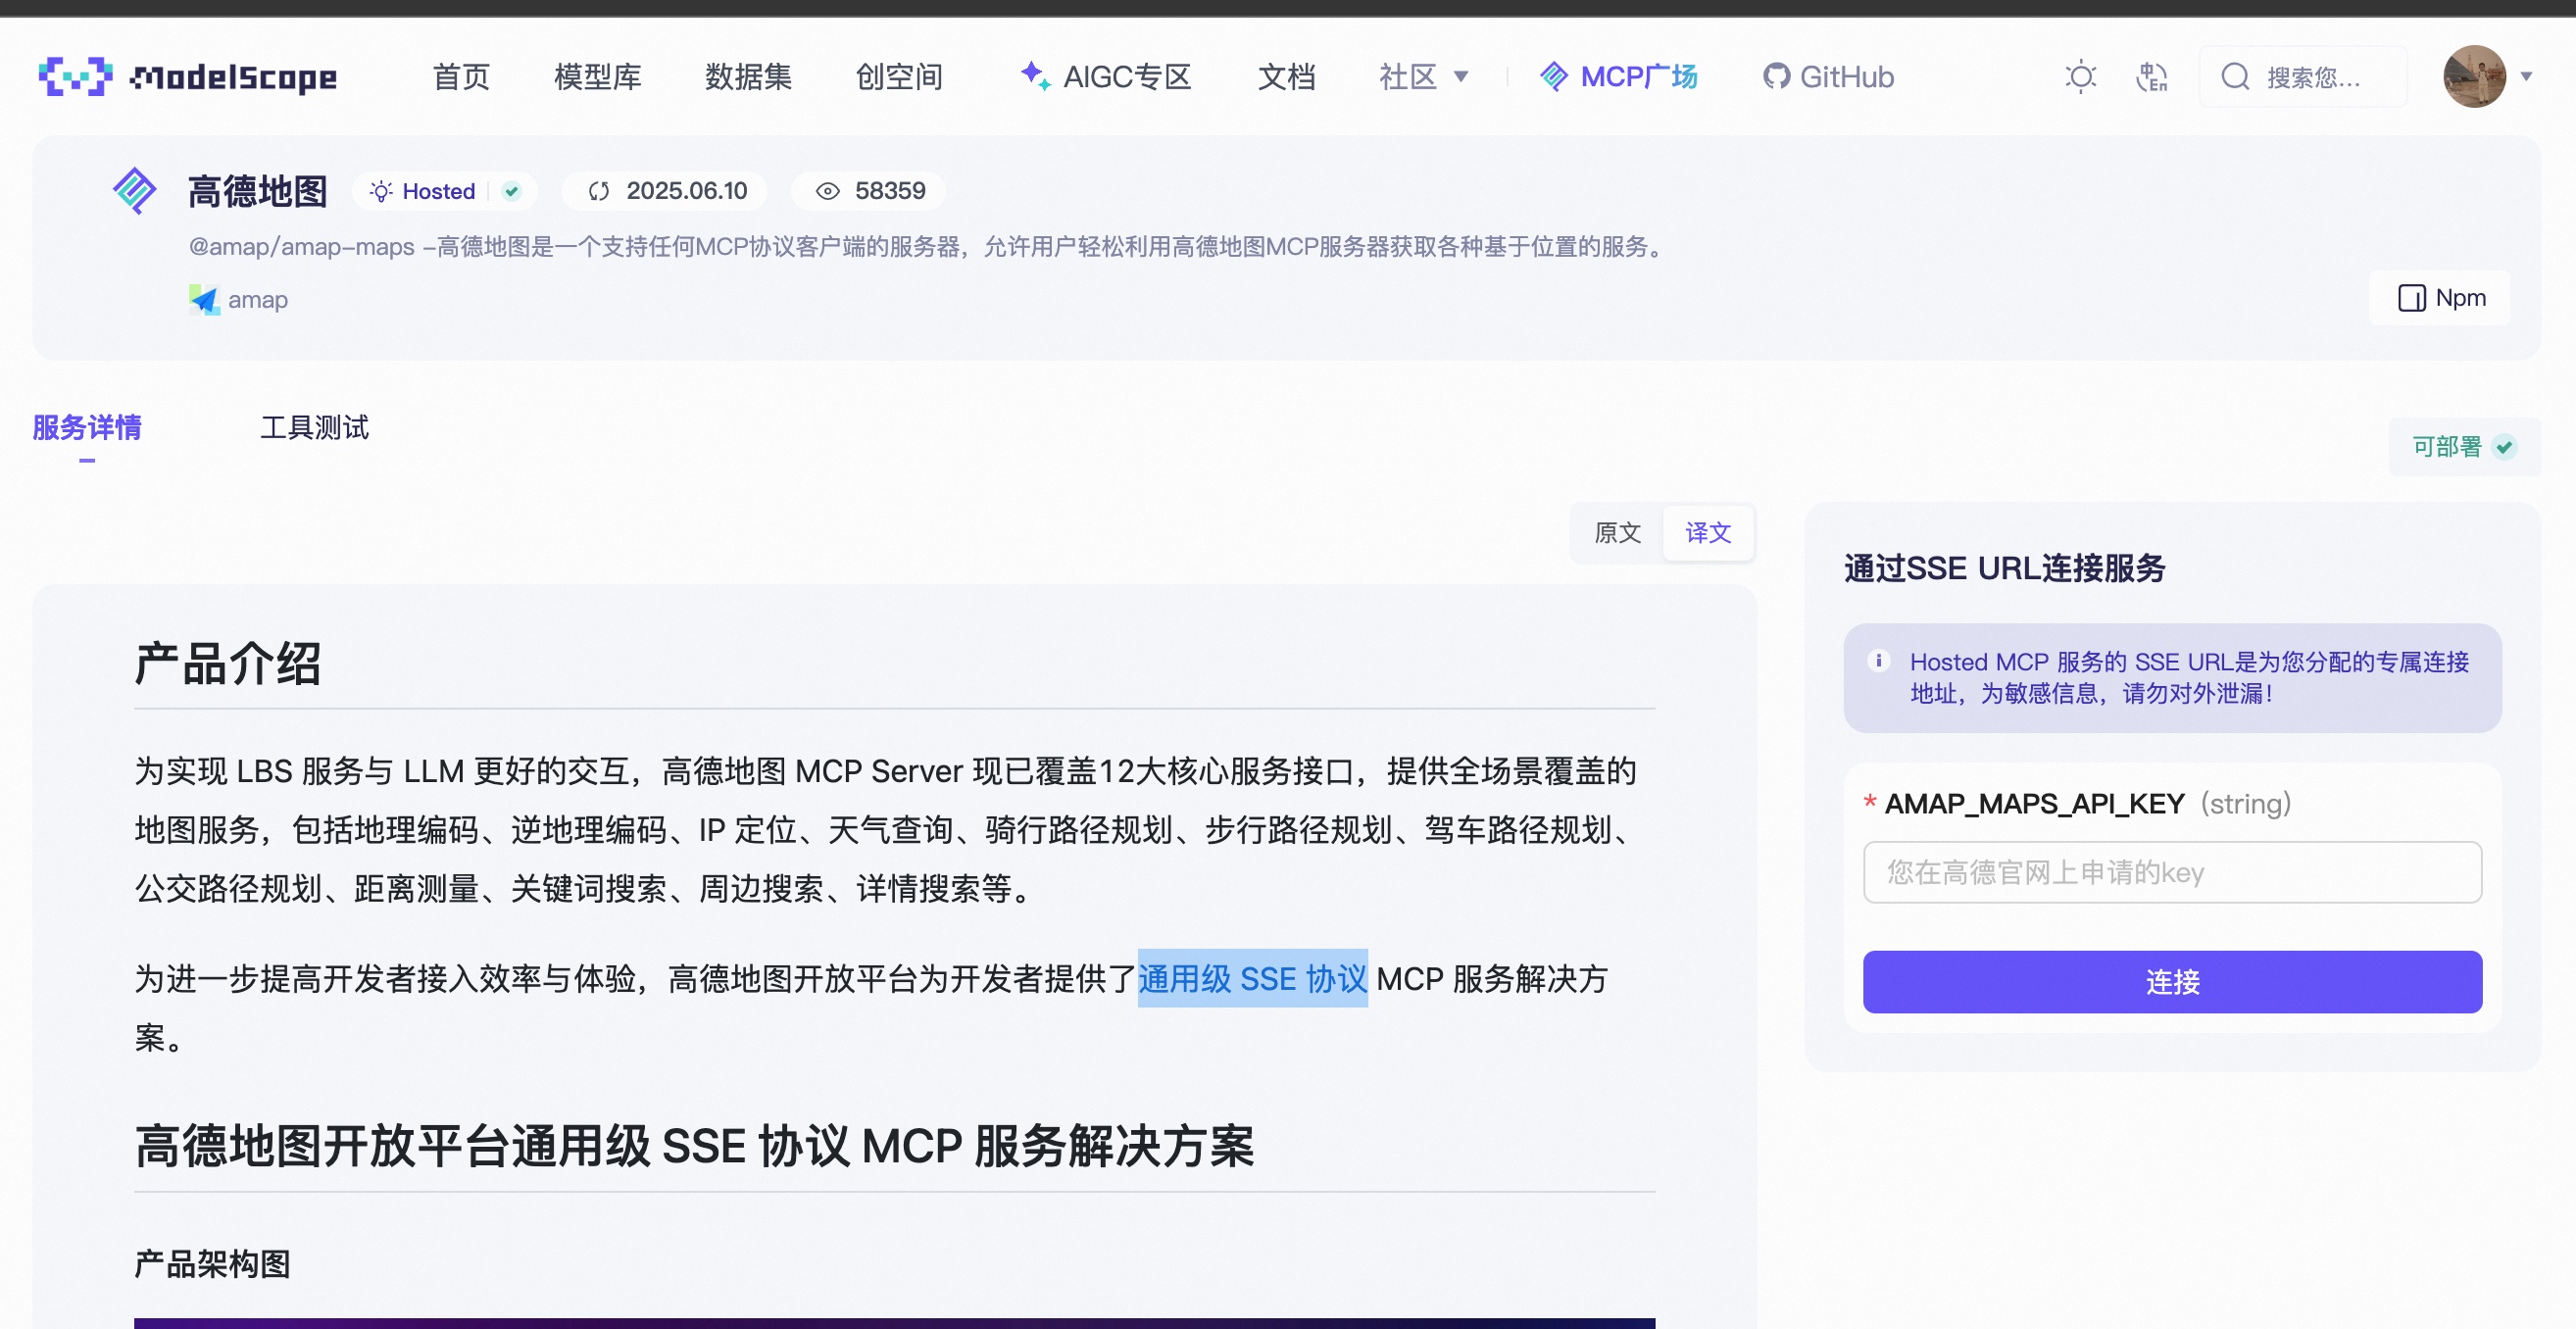 ModelScope 首页 模型库 数据集 创空间 AIGC专区 文档 社区 MCP广场 GitHub 中 En 搜索您...
高德地图 Hosted 2025.06.10 58359
@amap/amap-maps -高德地图是一个支持任何MCP协议客户端的服务器，允许用户轻松利用高德地图MCP服务器获取各种基于位置的服务。
amap
Npm
服务详情 工具测试
可部署
原文 译文
产品介绍
为实现 LBS 服务与 LLM 更好的交互，高德地图 MCP Server 现已覆盖12大核心服务接口，提供全场景覆盖的
地图服务，包括地理编码、逆地理编码、IP 定位、天气查询、骑行路径规划、步行路径规划、驾车路径规划、
公交路径规划、距离测量、关键词搜索、周边搜索、详情搜索等。
为进一步提高开发者接入效率与体验，高德地图开放平台为开发者提供了通用级 SSE 协议 MCP 服务解决方
案。
高德地图开放平台通用级 SSE 协议 MCP 服务解决方案
产品架构图
通过SSE URL连接服务
Hosted MCP 服务的 SSE URL是为您分配的专属连接
地址，为敏感信息，请勿对外泄漏！
* AMAP_MAPS_API_KEY (string)
您在高德官网上申请的key
连接